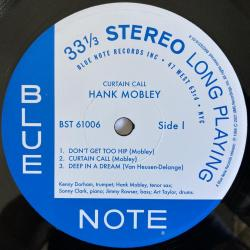 33 1/3 STEREO LONG PLAYING
BLUE NOTE RECORDS INC • 47 WEST 63rd • NYC
CURTAIN CALL
HANK MOBLEY
BST 61006 Side I
1. DON'T GET TOO HIP (Mobley)
2. CURTAIN CALL (Mobley)
3. DEEP IN A DREAM (Van Heusen-Delange)
Kenny Dorham, trumpet; Hank Mobley, tenor sax;
Sonny Clark, piano; Jimmy Rowser, bass; Art Taylor, drums.
BLUE
NOTE
®